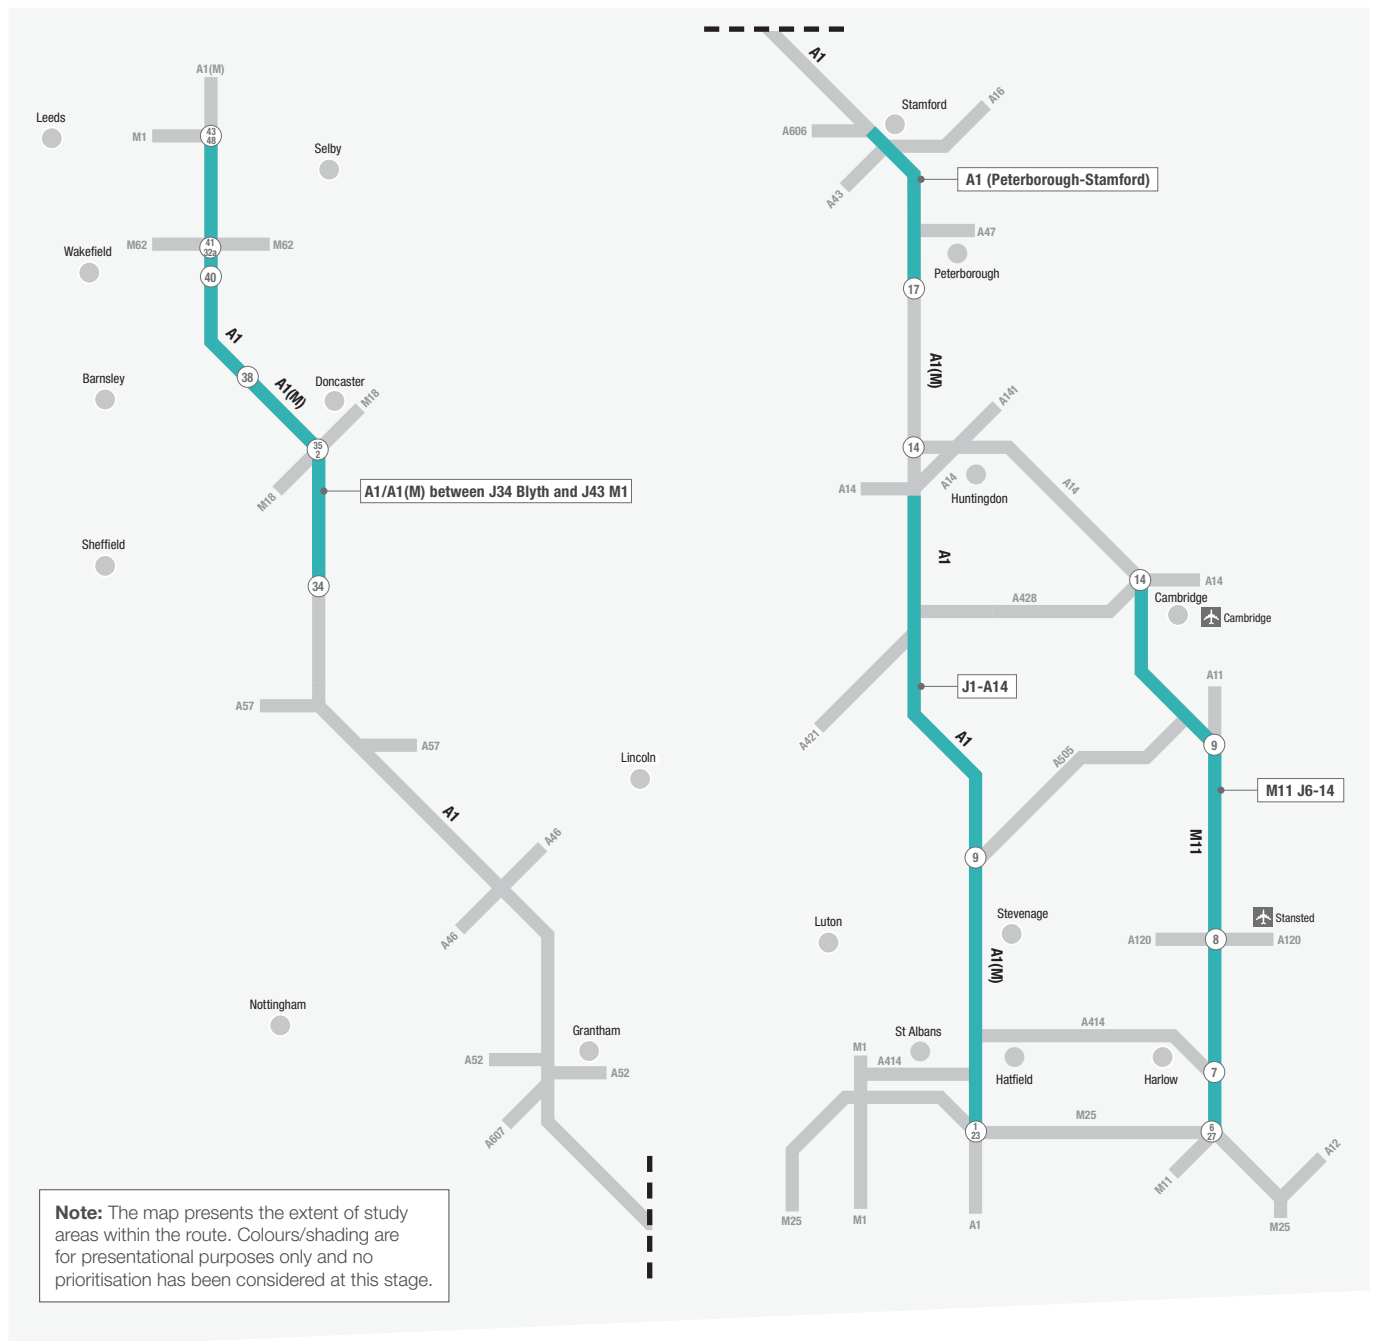 A1(M)
Leeds
M1
43
48
Selby
Wakefield
M62
41
32a
M62
40
A1
38
A1(M)
Barnsley
Doncaster
M18
35
2
M18
A1/A1(M) between J34 Blyth and J43 M1
Sheffield
34
A57
A57
Lincoln
A1
A46
A46
Nottingham
Grantham
A52
A52
A607
Note: The map presents the extent of study
areas within the route. Colours/shading are
for presentational purposes only and no
prioritisation has been considered at this stage.
A1
Stamford
A16
A606
A43
A1 (Peterborough-Stamford)
A47
Peterborough
17
A1(M)
A141
14
A14
A14
A14
Huntingdon
A1
14
A14
Cambridge
Cambridge
A428
A11
J1-A14
A421
A1
A505
9
M11 J6-14
M11
9
Luton
Stevenage
Stansted
A120
8
A120
A1(M)
St Albans
A414
M1
A414
Hatfield
Harlow
7
M25
1
23
6
27
M11
A12
M25
M1
A1
M25